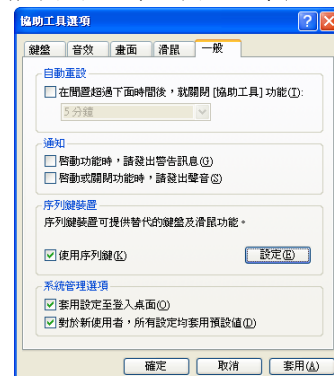 協助工具選項
鍵盤 音效 畫面 滑鼠 一般
自動重設
在閒置超過下面時間後，就關閉 [協助工具] 功能(I):
5 分鐘
通知
啟動功能時，請發出警告訊息(G)
啟動或關閉功能時，請發出聲音(S)
序列鍵裝置
序列鍵裝置可提供替代的鍵盤及滑鼠功能。
使用序列鍵(K) 設定(E)
系統管理選項
套用設定至登入桌面(O)
對於新使用者，所有設定均套用預設值(D)
確定 取消 套用(A)